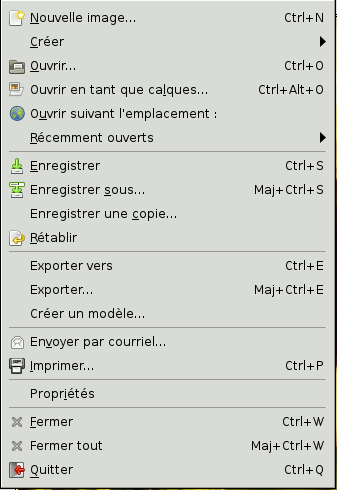 Nouvelle image... Ctrl+N
Créer
Ouvrir... Ctrl+O
Ouvrir en tant que calques... Ctrl+Alt+O
Ouvrir suivant l'emplacement :
Récemment ouverts
Enregistrer Ctrl+S
Enregistrer sous... Maj+Ctrl+S
Enregistrer une copie...
Rétablir
Exporter vers Ctrl+E
Exporter... Maj+Ctrl+E
Créer un modèle...
Envoyer par courriel...
Imprimer... Ctrl+P
Propriétés
Fermer Ctrl+W
Fermer tout Maj+Ctrl+W
Quitter Ctrl+Q